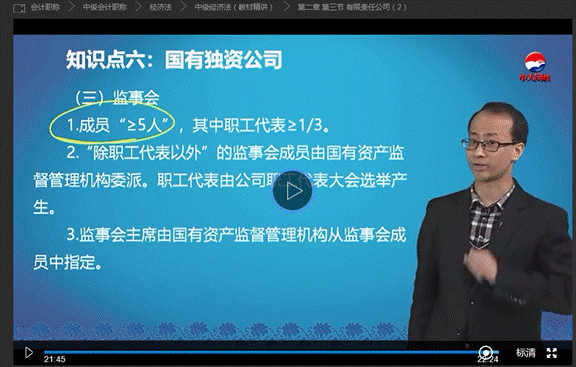 会计职称 > 中级会计职称 > 经济法 > 中级经济法（教材精讲） > 第二章 第三节 有限责任公司（2）
知识点六：国有独资公司
（三）监事会
1.成员“≥5人”，其中职工代表≥1/3。
2.“除职工代表以外”的监事会成员由国有资产监
督管理机构委派。职工代表由公司职工代表大会选举产
生。
3.监事会主席由国有资产监督管理机构从监事会成
员中指定。
21:45
22:24
标清